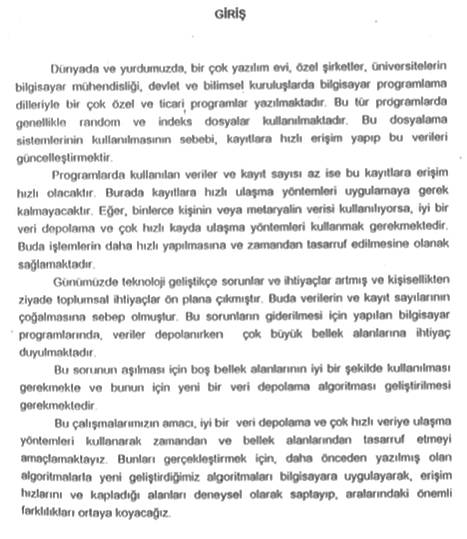 GİRİŞ
Dünyada ve yurdumuzda, bir çok yazılım evi, özel şirketler, üniversitelerin
bilgisayar mühendisliği, devlet ve bilimsel kuruluşlarda bilgisayar programlama
dilleriyle bir çok özel ve ticari programlar yazılmaktadır. Bu tür programlarda
genellikle random ve indeks dosyalar kullanılmaktadır. Bu dosyalama
sistemlerinin kullanılmasının sebebi, kayıtlara hızlı erişim yapıp bu verileri
güncelleştirmektir.
Programlarda kullanılan veriler ve kayıt sayısı az ise bu kayıtlara erişim
hızlı olacaktır. Burada kayıtlara hızlı ulaşma yöntemleri uygulamaya gerek
kalmayacaktır. Eğer, binlerce kişinin veya metaryalin verisi kullanılıyorsa, iyi bir
veri depolama ve çok hızlı kayda ulaşma yöntemleri kullanmak gerekmektedir.
Buda işlemlerin daha hızlı yapılmasına ve zamandan tasarruf edilmesine olanak
sağlamaktadır.
Günümüzde teknoloji geliştikçe sorunlar ve ihtiyaçlar artmış ve kişisellikten
ziyade toplumsal ihtiyaçlar ön plana çıkmıştır. Buda verilerin ve kayıt sayılarının
çoğalmasına sebep olmuştur. Bu sorunların giderilmesi için yapılan bilgisayar
programlarında, veriler depolanırken çok büyük bellek alanlarına ihtiyaç
duyulmaktadır.
Bu sorunun aşılması için boş bellek alanlarının iyi bir şekilde kullanılması
gerekmekte ve bunun için yeni bir veri depolama algoritması geliştirilmesi
gerekmektedir.
Bu çalışmalarımızın amacı, iyi bir veri depolama ve çok hızlı veriye ulaşma
yöntemleri kullanarak zamandan ve bellek alanlarından tasarruf etmeyi
amaçlamaktayız. Bunları gerçekleştirmek için, daha önceden yazılmış olan
algoritmalarla yeni geliştirdiğimiz algoritmaları bilgisayara uygulayarak, erişim
hızlarını ve kapladığı alanları deneysel olarak saptayıp, aralarındaki önemli
farklılıkları ortaya koyacağız.